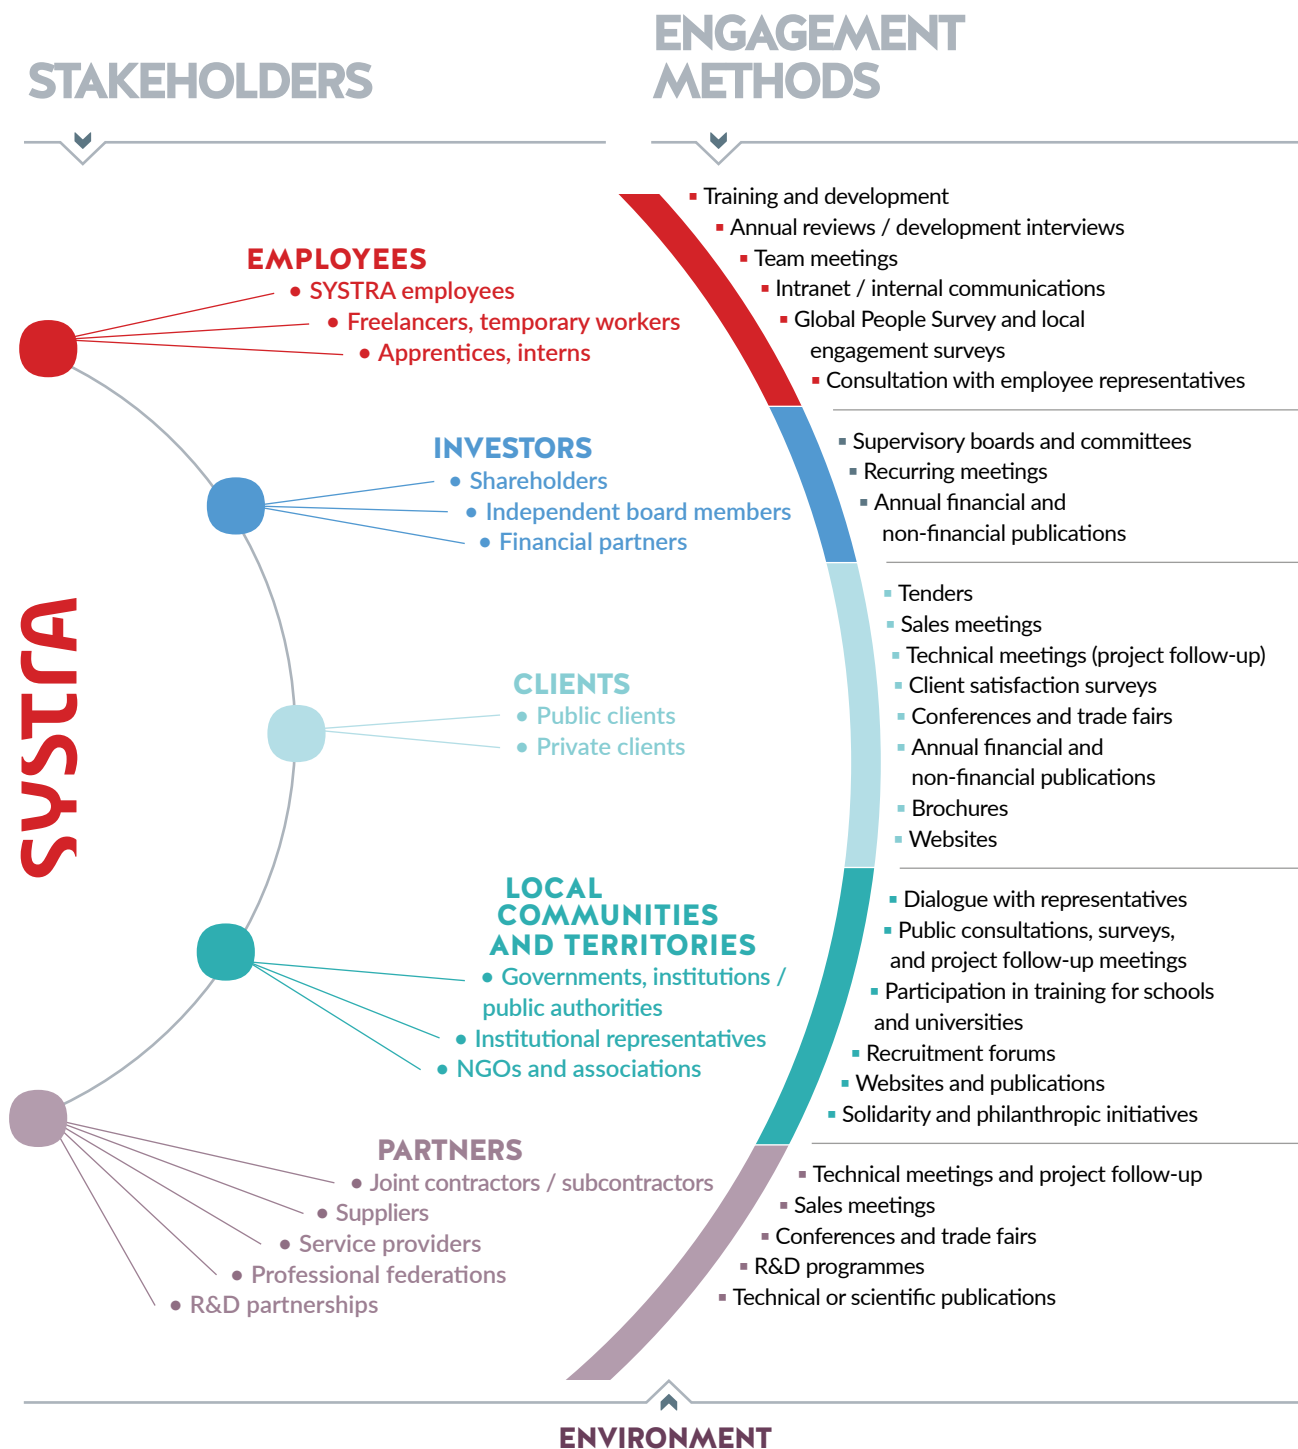 STAKEHOLDERS
ENGAGEMENT
METHODS
SYSTRA
EMPLOYEES
• SYSTRA employees
• Freelancers, temporary workers
• Apprentices, interns
▪ Training and development
▪ Annual reviews / development interviews
▪ Team meetings
▪ Intranet / internal communications
▪ Global People Survey and local
engagement surveys
▪ Consultation with employee representatives
INVESTORS
• Shareholders
• Independent board members
• Financial partners
▪ Supervisory boards and committees
▪ Recurring meetings
▪ Annual financial and
non-financial publications
CLIENTS
• Public clients
• Private clients
▪ Tenders
▪ Sales meetings
▪ Technical meetings (project follow-up)
▪ Client satisfaction surveys
▪ Conferences and trade fairs
▪ Annual financial and
non-financial publications
▪ Brochures
▪ Websites
LOCAL
COMMUNITIES
AND TERRITORIES
• Governments, institutions /
public authorities
• Institutional representatives
• NGOs and associations
▪ Dialogue with representatives
▪ Public consultations, surveys,
and project follow-up meetings
▪ Participation in training for schools
and universities
▪ Recruitment forums
▪ Websites and publications
▪ Solidarity and philanthropic initiatives
PARTNERS
• Joint contractors / subcontractors
• Suppliers
• Service providers
• Professional federations
• R&D partnerships
▪ Technical meetings and project follow-up
▪ Sales meetings
▪ Conferences and trade fairs
▪ R&D programmes
▪ Technical or scientific publications
ENVIRONMENT